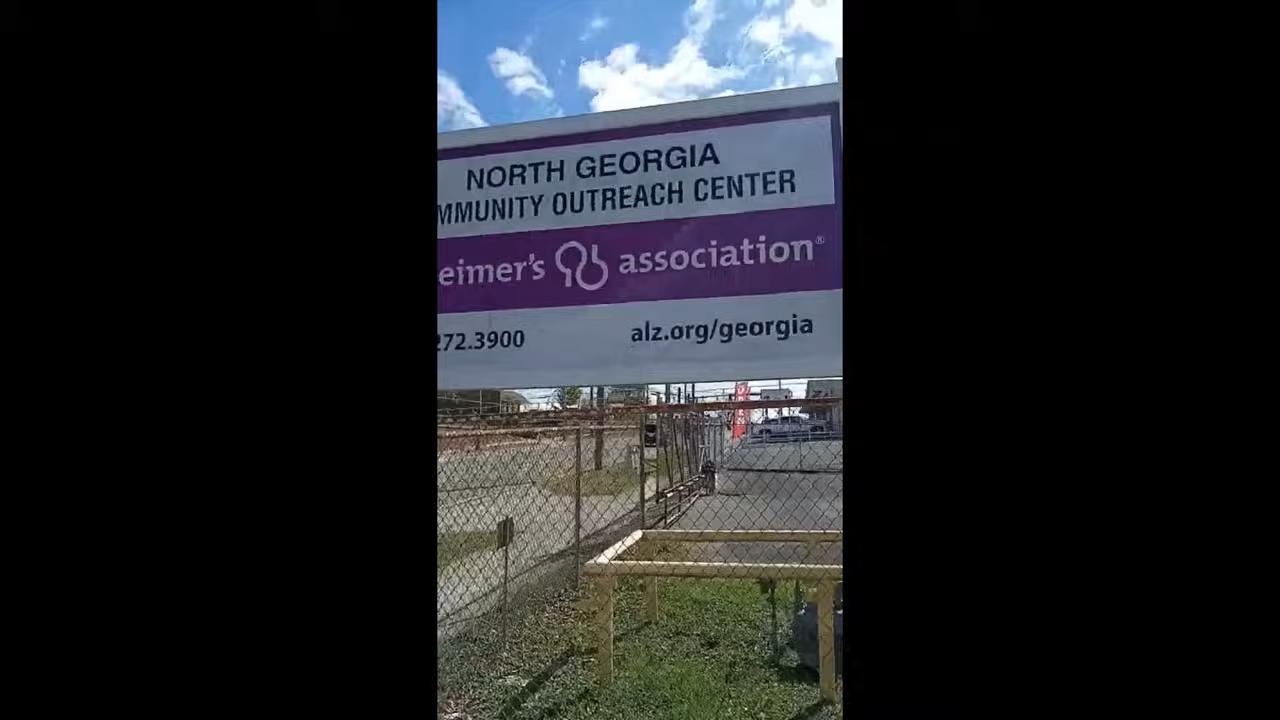 NORTH GEORGIA
MMUNITY OUTREACH CENTER
eimer's association®
272.3900
alz.org/georgia